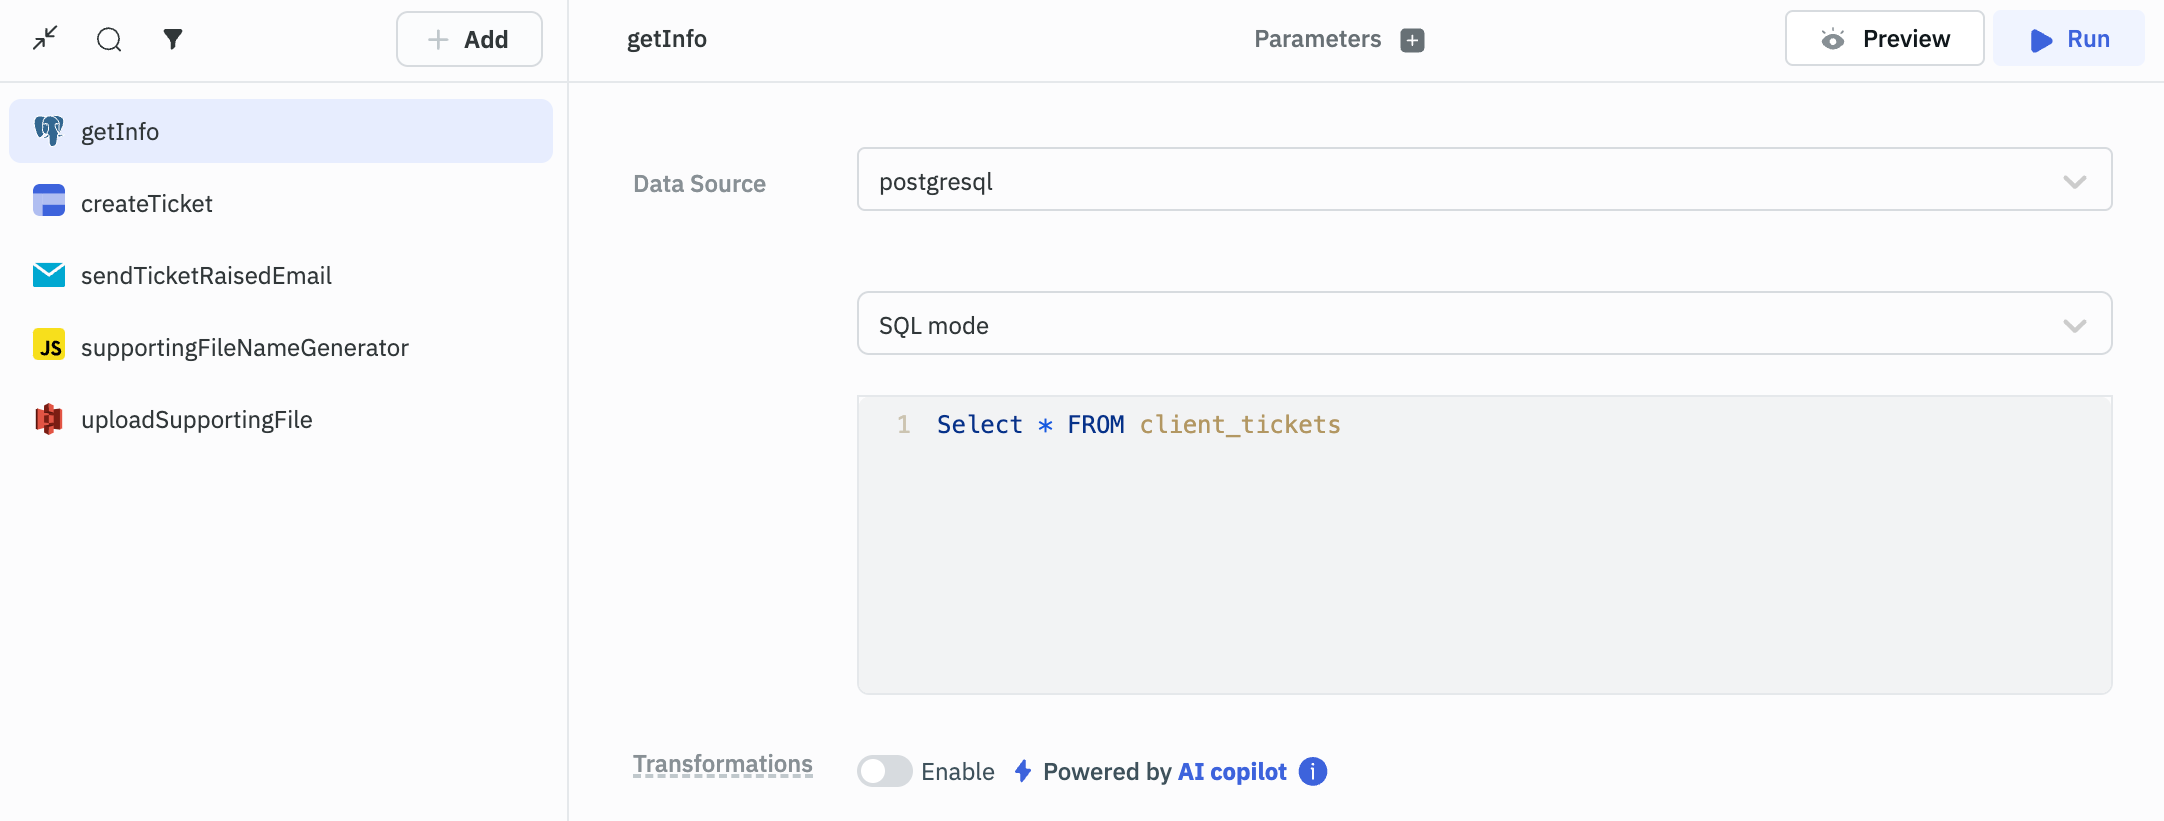 Add
getInfo
Parameters
Preview
Run
getInfo
createTicket
sendTicketRaisedEmail
JS supportingFileNameGenerator
uploadSupportingFile
Data Source
postgresql
SQL mode
1 Select * FROM client_tickets
Transformations
Enable
Powered by AI copilot i